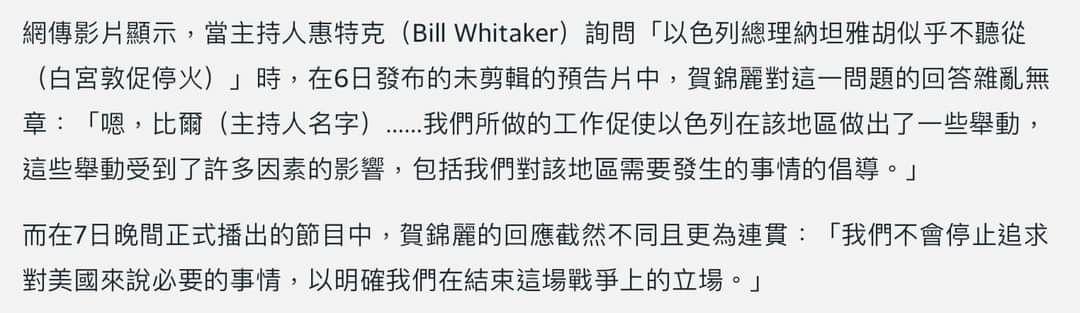 網傳影片顯示，當主持人惠特克（Bill Whitaker）詢問「以色列總理納坦雅胡似乎不聽從
（白宮敦促停火）」時，在6日發布的未剪輯的預告片中，賀錦麗對這一問題的回答雜亂無
章：「嗯，比爾（主持人名字）......我們所做的工作促使以色列在該地區做出了一些舉動，
這些舉動受到了許多因素的影響，包括我們對該地區需要發生的事情的倡導。」
而在7日晚間正式播出的節目中，賀錦麗的回應截然不同且更為連貫：「我們不會停止追求
對美國來說必要的事情，以明確我們在結束這場戰爭上的立場。」